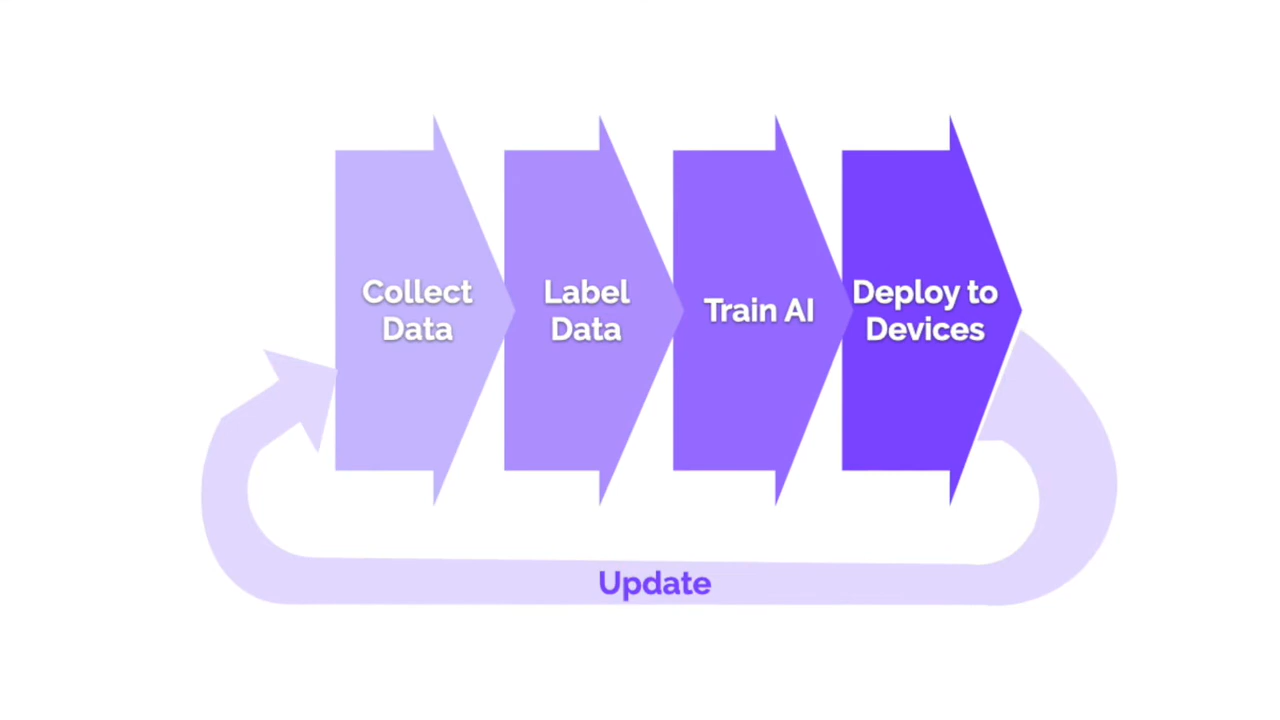 Collect
Data
Label
Data
Train AI
Deploy to
Devices
Update